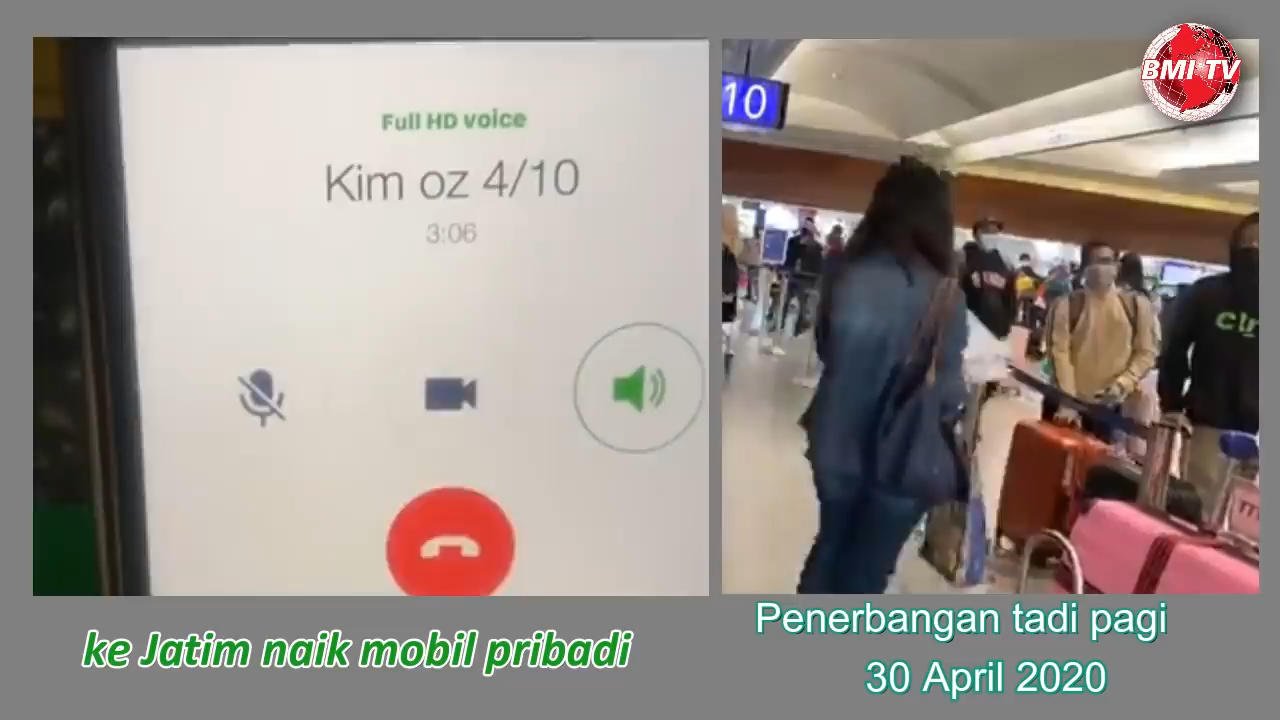 BMI TV
Full HD voice
Kim oz 4/10
3:06
10
ke Jatim naik mobil pribadi
Penerbangan tadi pagi
30 April 2020